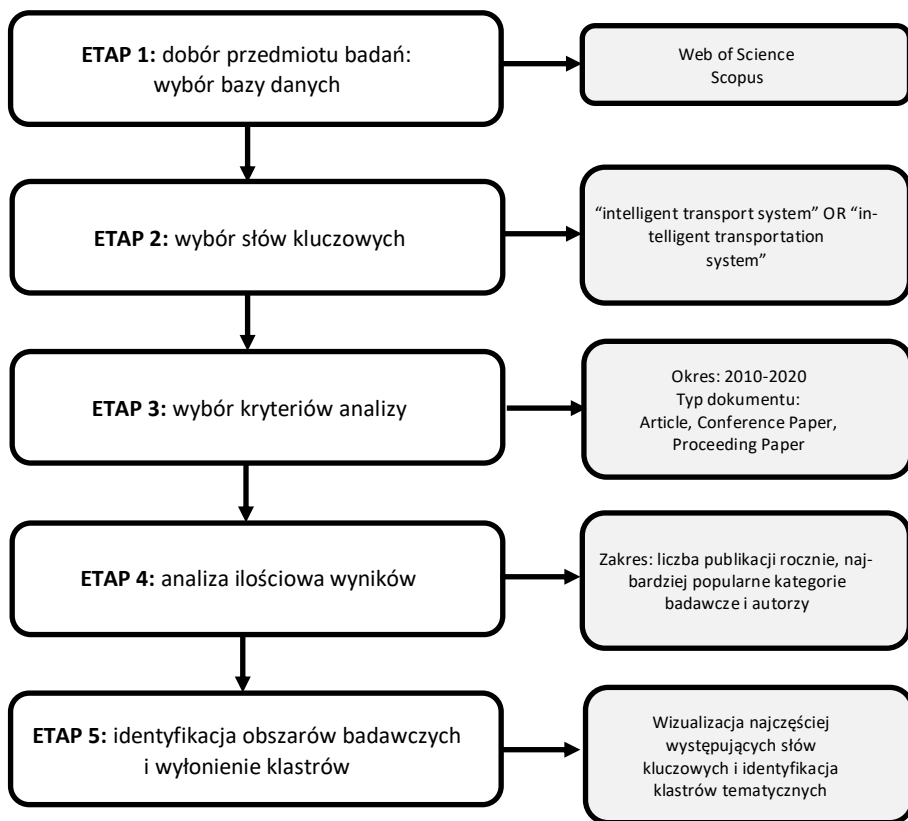 ETAP 1: dobór przedmiotu badań:
wybór bazy danych
Web of Science
Scopus
ETAP 2: wybór słów kluczowych
“intelligent transport system” OR “in-
telligent transportation
system”
ETAP 3: wybór kryteriów analizy
Okres: 2010-2020
Typ dokumentu:
Article, Conference Paper,
Proceeding Paper
ETAP 4: analiza ilościowa wyników
Zakres: liczba publikacji rocznie, naj-
bardziej popularne kategorie
badawcze i autorzy
ETAP 5: identyfikacja obszarów badawczych
i wyłonienie klastrów
Wizualizacja najczęściej
występujących słów
kluczowych i identyfikacja
klastrów tematycznych